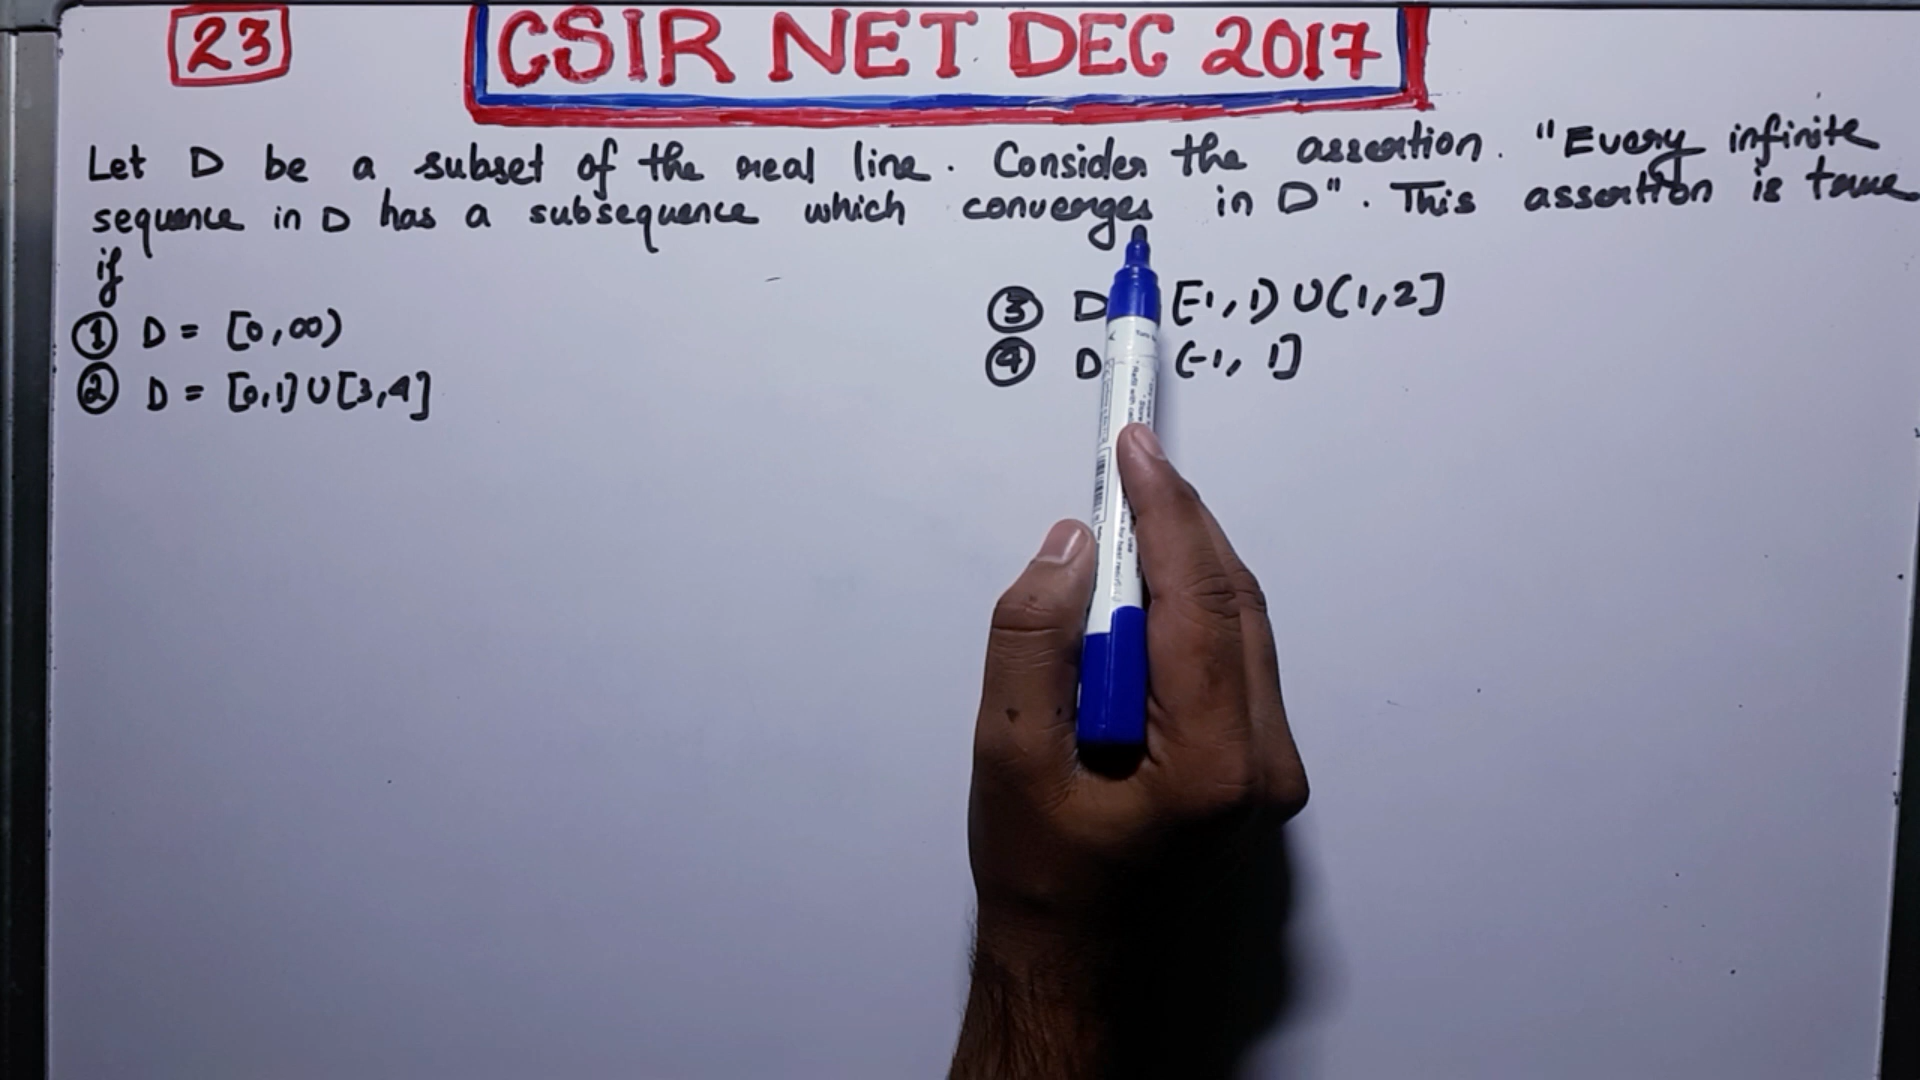 23
CSIR NET DEC 2017
Let D be a subset of the real line. Consider the assertion. "Every infinite
sequence in D has a subsequence which converges in D". This assertion is true
if
① D = [0,∞)
② D = [0,1]∪[3,4]
③ D [-1,1)∪(1,2]
④ D (-1, 1]